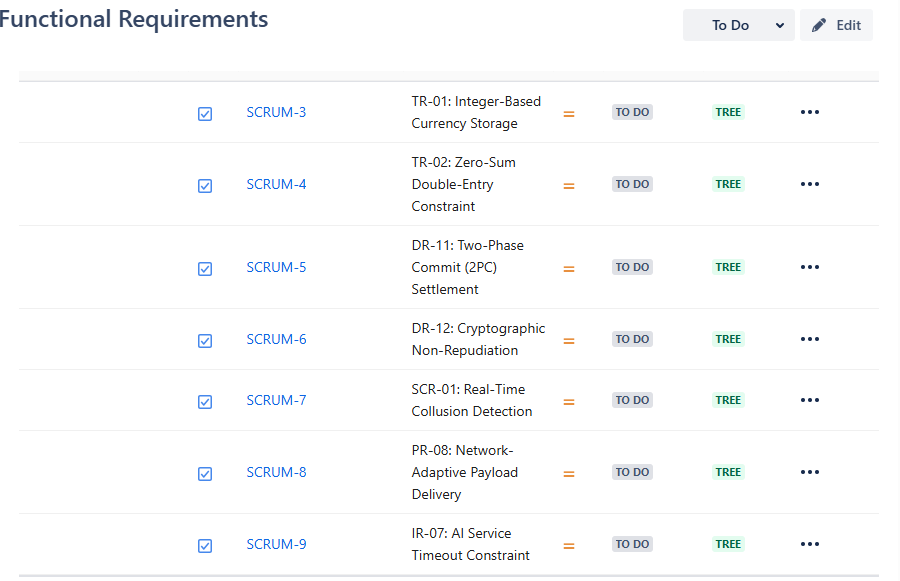 Functional Requirements
To Do
Edit
SCRUM-3
TR-01: Integer-Based
Currency Storage
TO DO
TREE
SCRUM-4
TR-02: Zero-Sum
Double-Entry
Constraint
TO DO
TREE
SCRUM-5
DR-11: Two-Phase
Commit (2PC)
Settlement
TO DO
TREE
SCRUM-6
DR-12: Cryptographic
Non-Repudiation
TO DO
TREE
SCRUM-7
SCR-01: Real-Time
Collusion Detection
TO DO
TREE
SCRUM-8
PR-08: Network-
Adaptive Payload
Delivery
TO DO
TREE
SCRUM-9
IR-07: AI Service
Timeout Constraint
TO DO
TREE